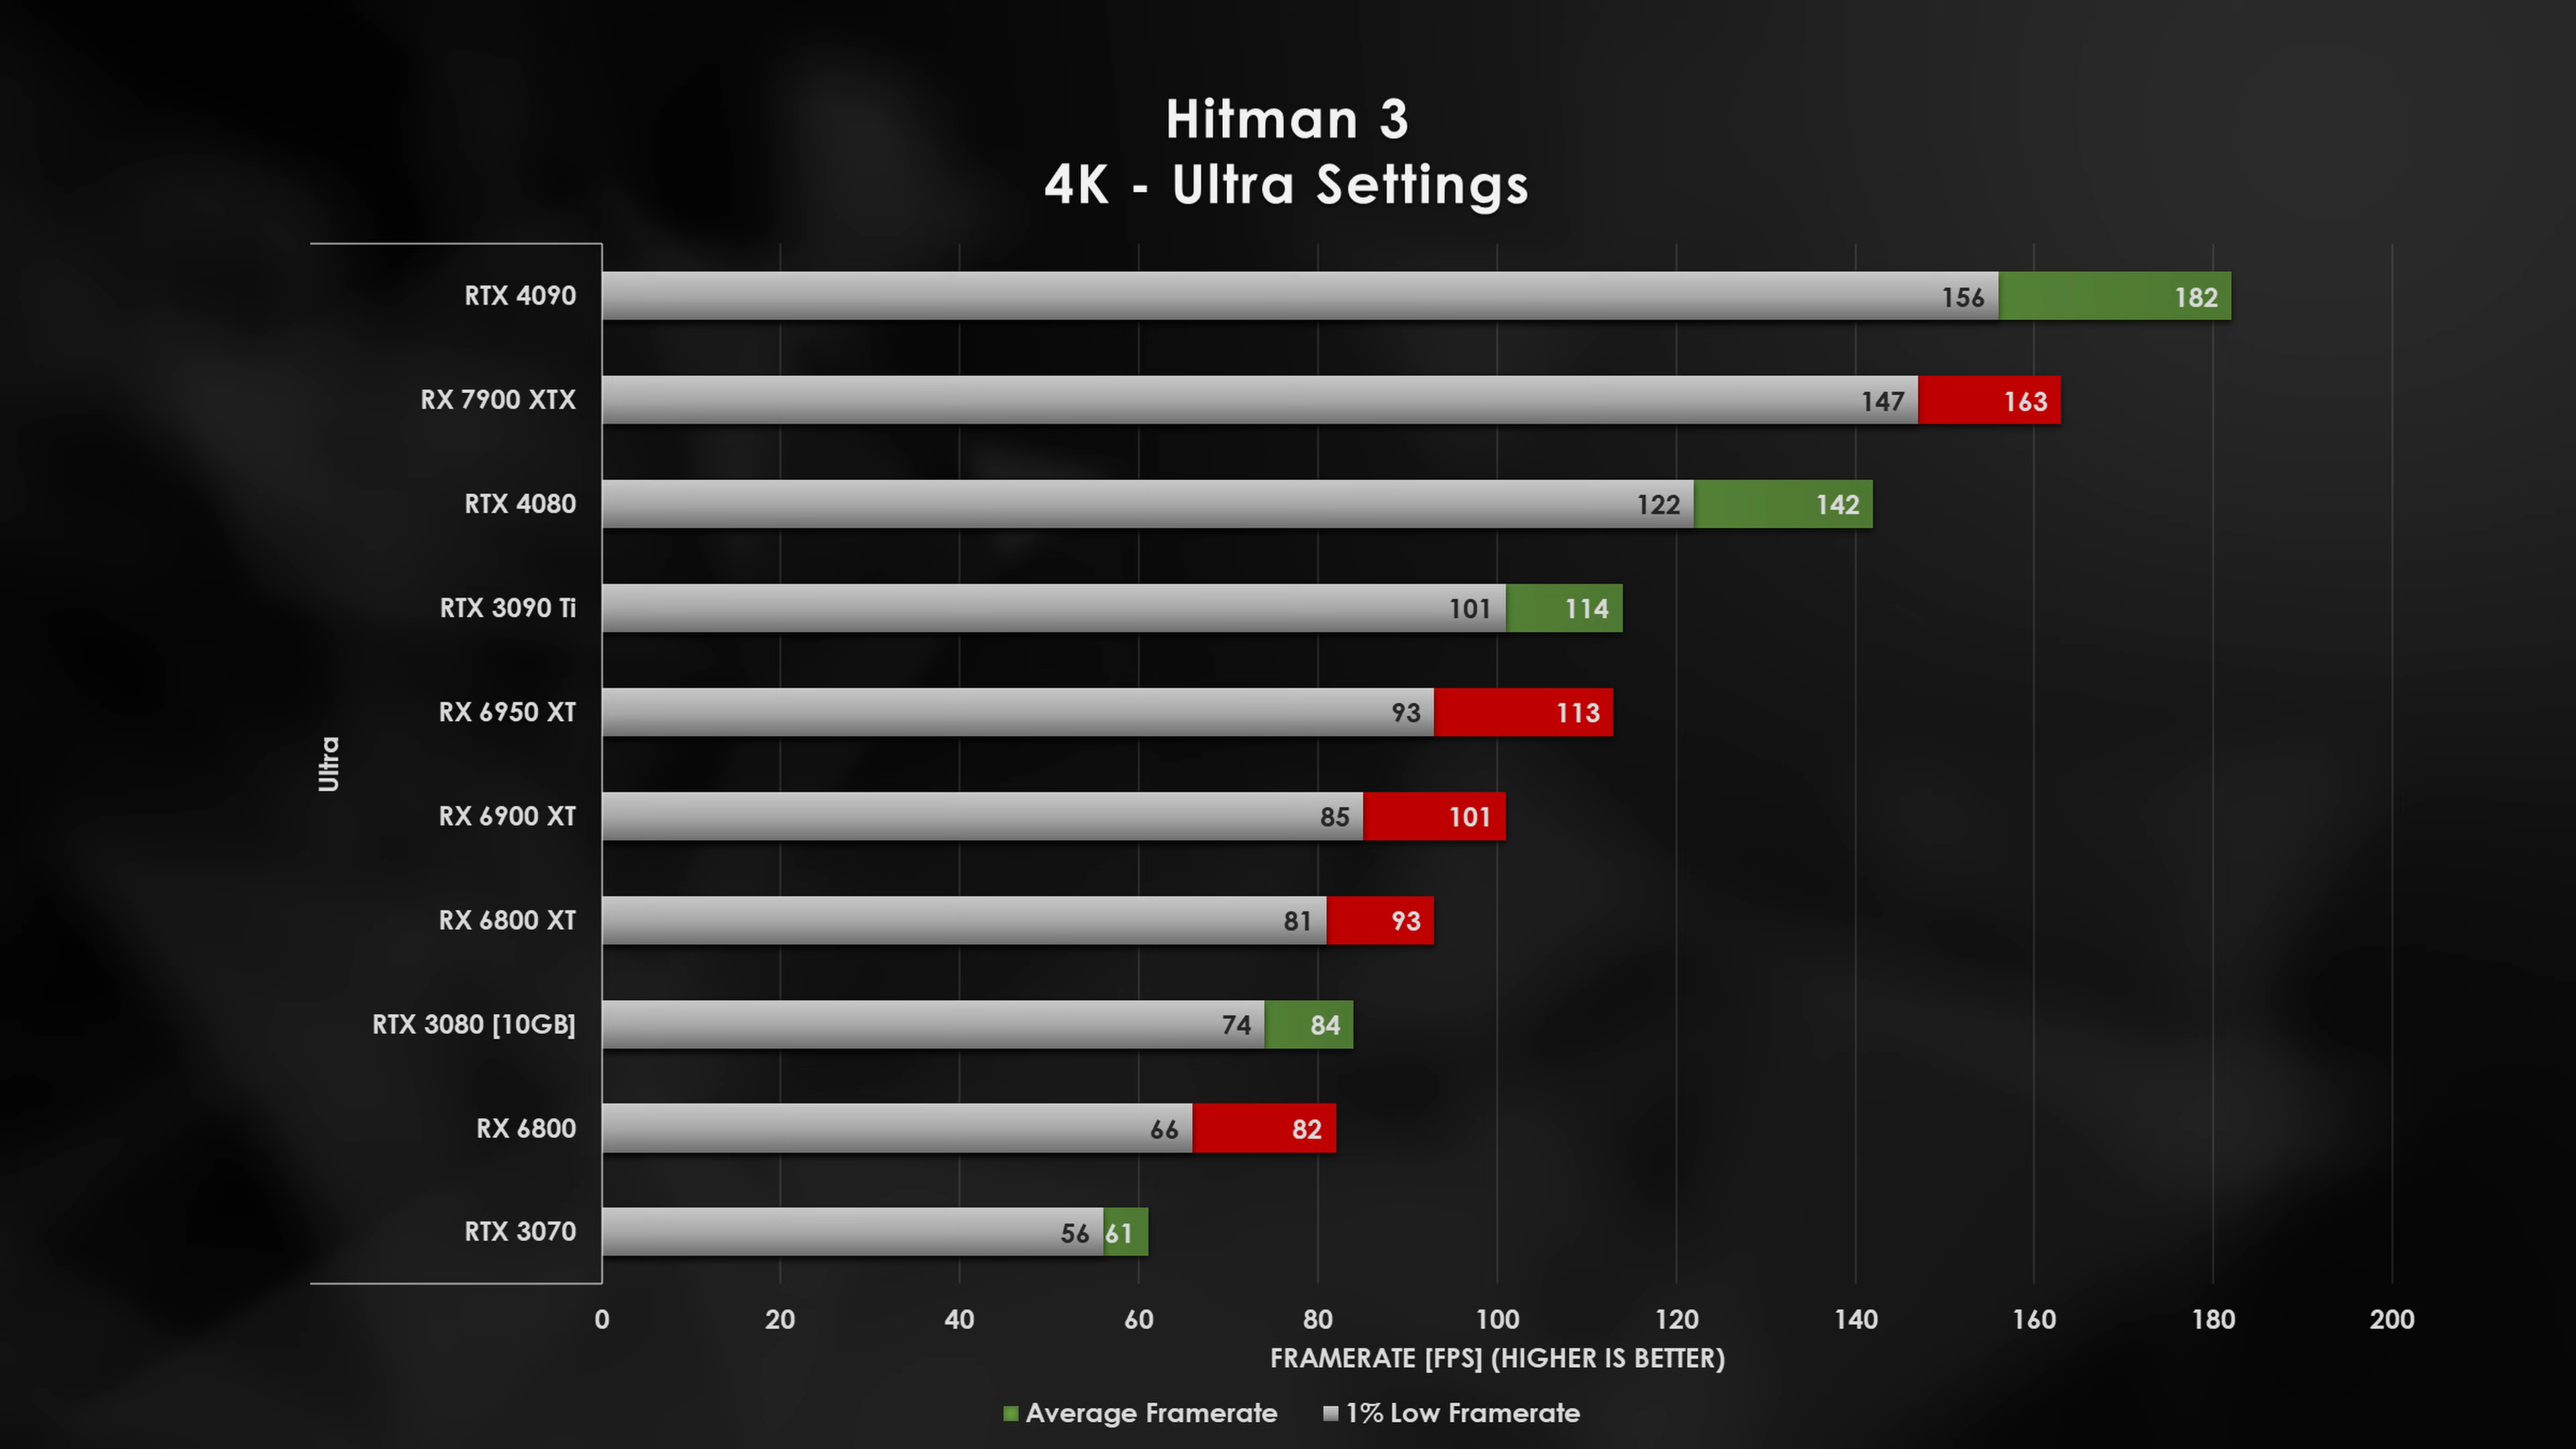 Hitman 3
4K - Ultra Settings
Ultra
RTX 4090 156 182
RX 7900 XTX 147 163
RTX 4080 122 142
RTX 3090 Ti 101 114
RX 6950 XT 93 113
RX 6900 XT 85 101
RX 6800 XT 81 93
RTX 3080 [10GB] 74 84
RX 6800 66 82
RTX 3070 56 61
0 20 40 60 80 100 120 140 160 180 200
FRAMERATE [FPS] (HIGHER IS BETTER)
Average Framerate 1% Low Framerate